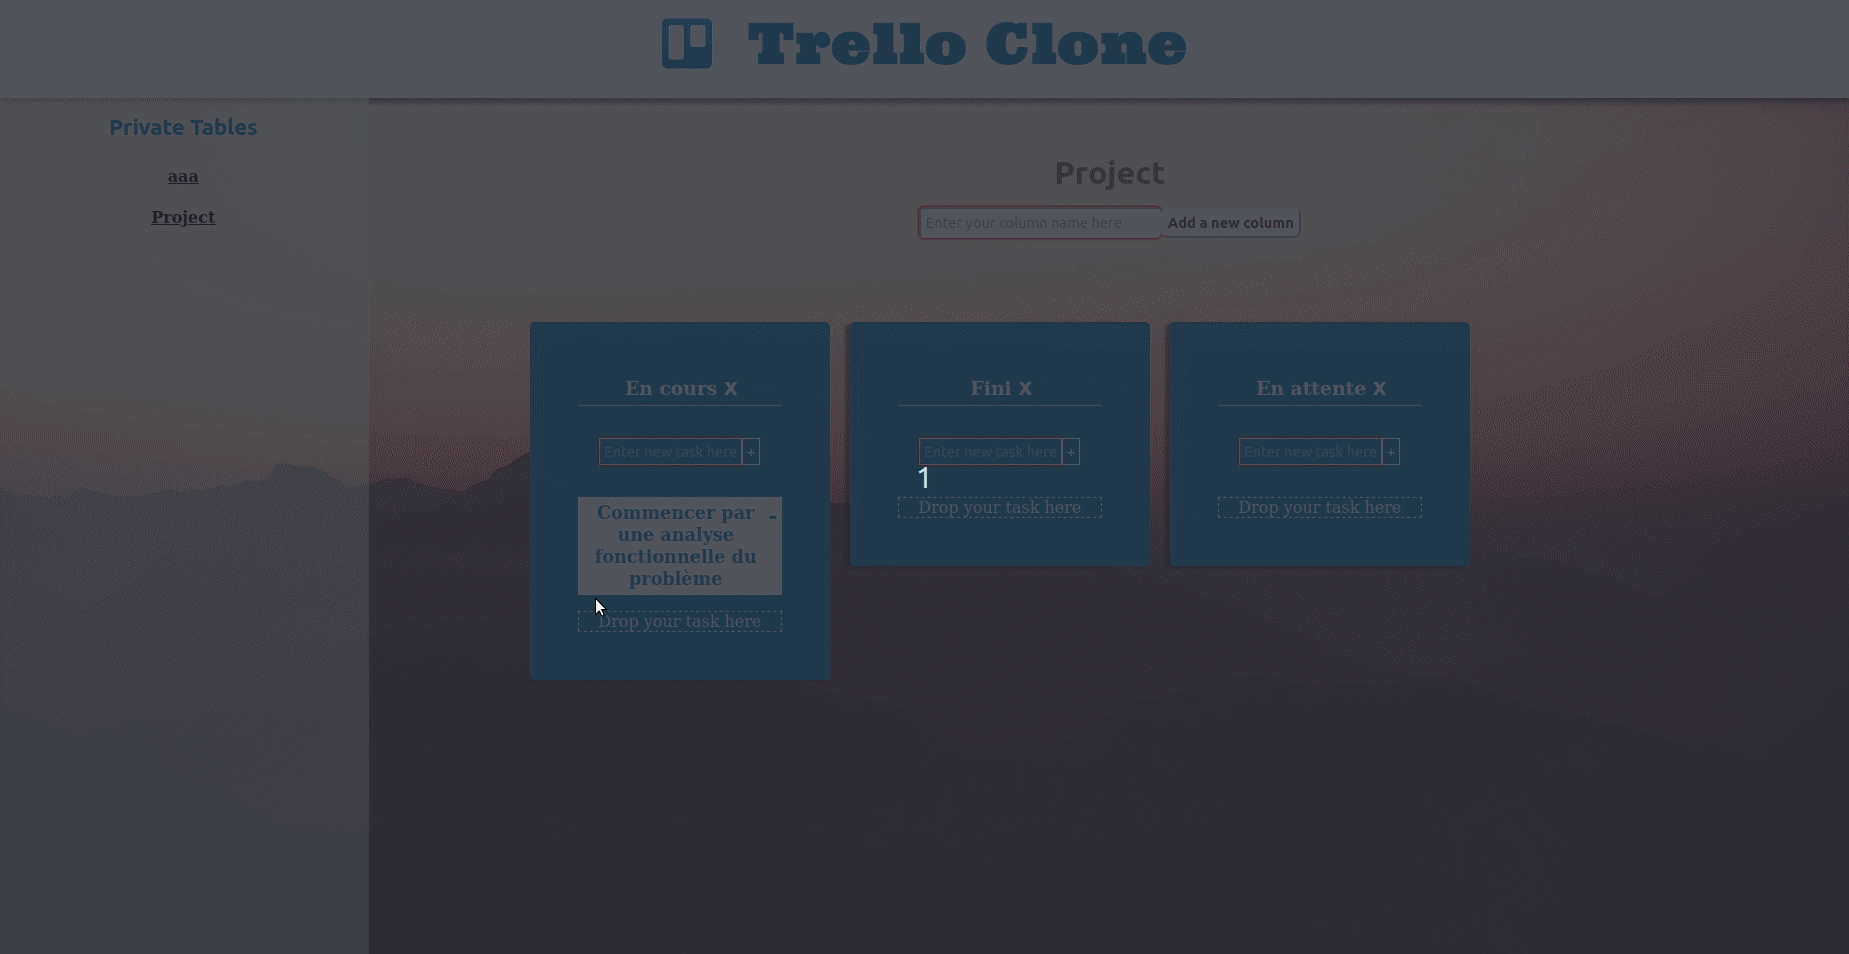 Trello Clone
Private Tables
aaa
Project
Project
Enter your column name here
Add a new column
En cours X
Enter new task here +
Commencer par -
une analyse
fonctionnelle du
problème
Drop your task here
Fini X
Enter new task here +
1
Drop your task here
En attente X
Enter new task here +
Drop your task here